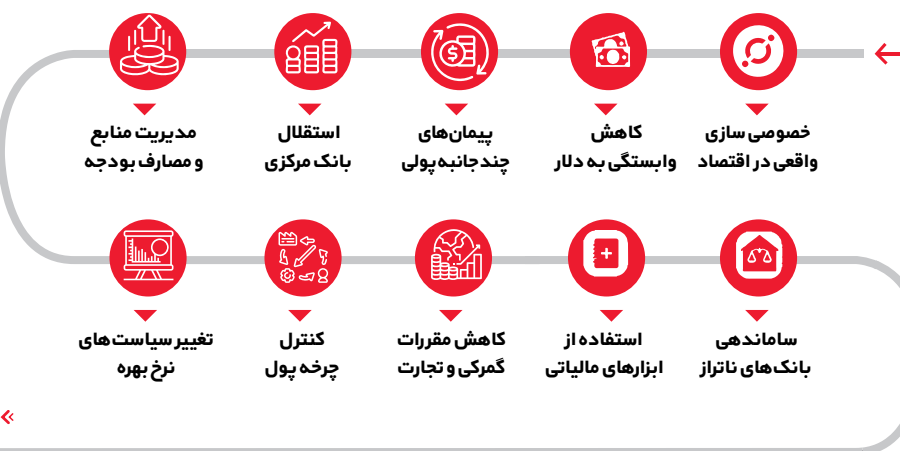 خصوصی سازی
واقعی در اقتصاد
کاهش
وابستگی به دلار
پیمان‌های
چندجانبه پولی
استقلال
بانک مرکزی
مدیریت منابع
و مصارف بودجه
تغییر سیاست‌های
نرخ بهره
کنترل
چرخه پول
کاهش مقررات
گمرکی و تجارت
استفاده از
ابزارهای مالیاتی
ساماندهی
بانک‌های ناتراز